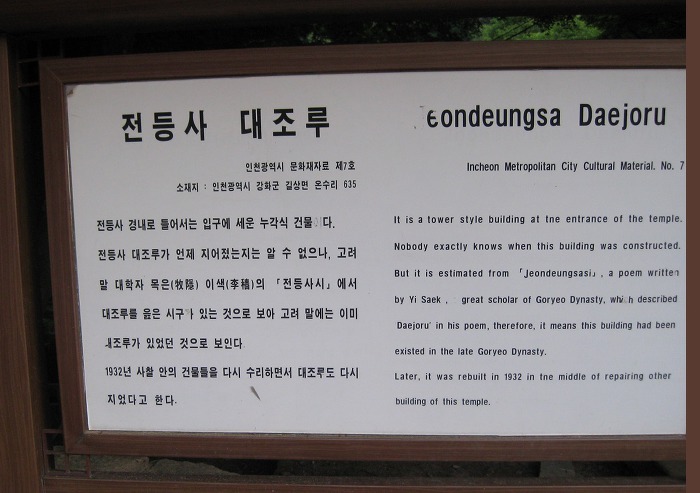 전등사 대조루
인천광역시 문화재자료 제7호
소재지 : 인천광역시 강화군 길상면 온수리 635
전등사 경내로 들어서는 입구에 세운 누각식 건물이다.
전등사 대조루가 언제 지어졌는지는 알 수 없으나, 고려
말 대학자 목은(牧隱) 이색(李穡)의 「전등사시」에서
대조루를 읊은 시구가 있는 것으로 보아 고려 말에는 이미
대조루가 있었던 것으로 보인다.
1932년 사찰 안의 건물들을 다시 수리하면서 대조루도 다시
지었다고 한다.
eondeungsa Daejoru
Incheon Metropolitan City Cultural Material. No. 7
It is a tower style building at tne entrance of the temple.
Nobody exactly knows when this building was constructed.
But it is estimated from 「Jeondeungsasi」, a poem written
by Yi Saek , great scholar of Goryeo Dynasty, which described
Daejoru' in his poem, therefore, it means this building had been
existed in the late Goryeo Dynasty.
Later, it was rebuilt in 1932 in tne middle of repairing other
building of this temple.